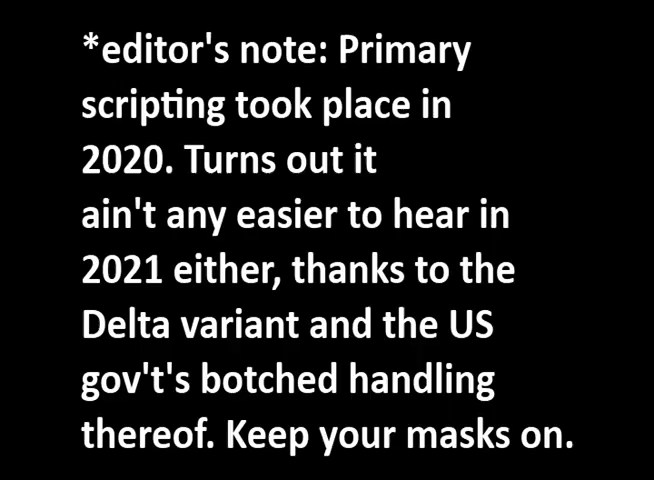 *editor's note: Primary
scripting took place in
2020. Turns out it
ain't any easier to hear in
2021 either, thanks to the
Delta variant and the US
gov't's botched handling
thereof. Keep your masks on.